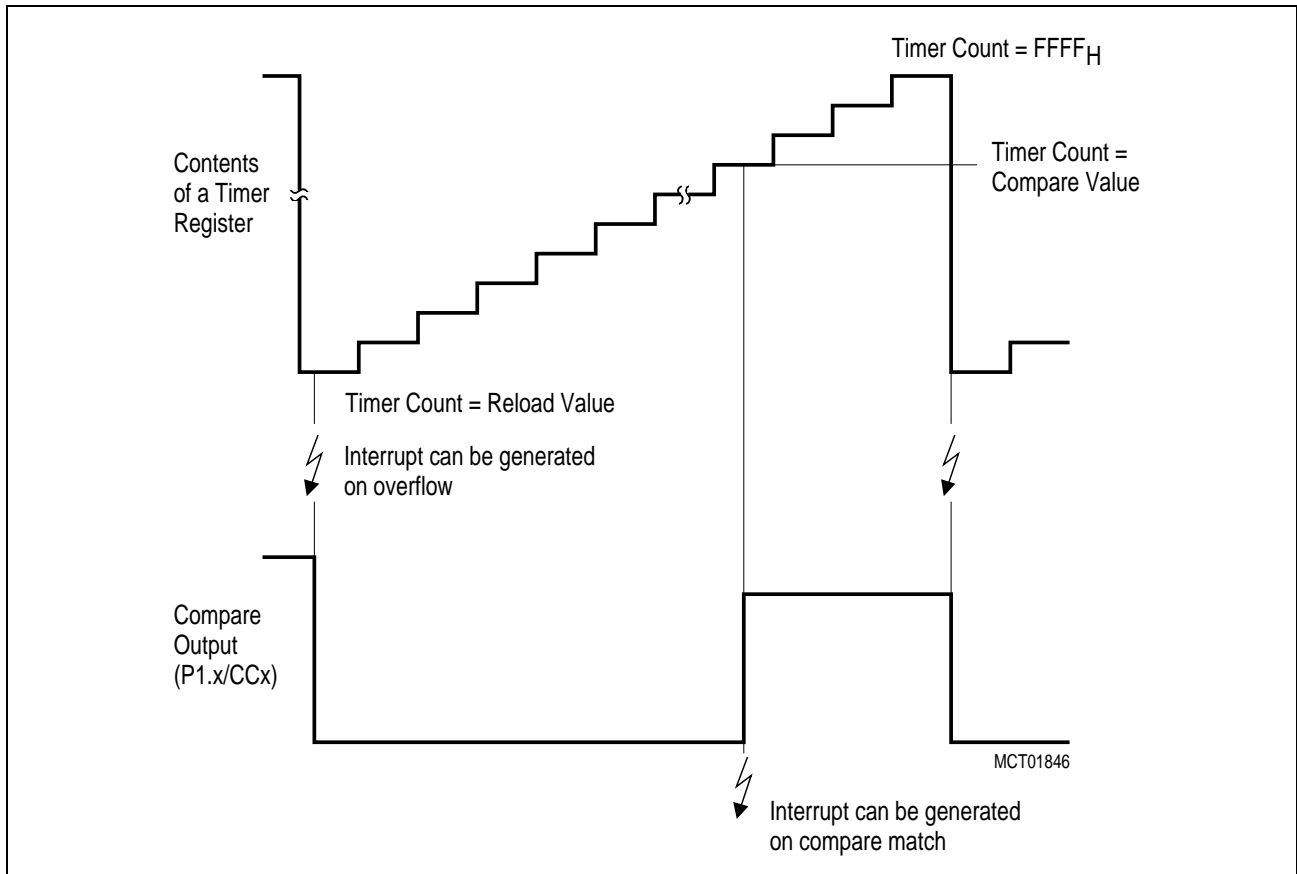 Timer Count = FFFFH
Contents
of a Timer
Register
Timer Count =
Compare Value
Timer Count = Reload Value
Interrupt can be generated
on overflow
Compare
Output
(P1.x/CCx)
MCT01846
Interrupt can be generated
on compare match